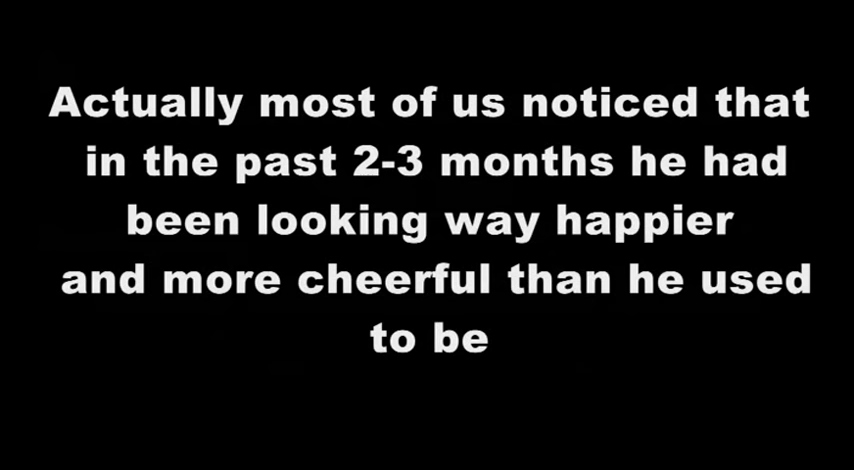 Actually most of us noticed that
in the past 2-3 months he had
been looking way happier
and more cheerful than he used
to be